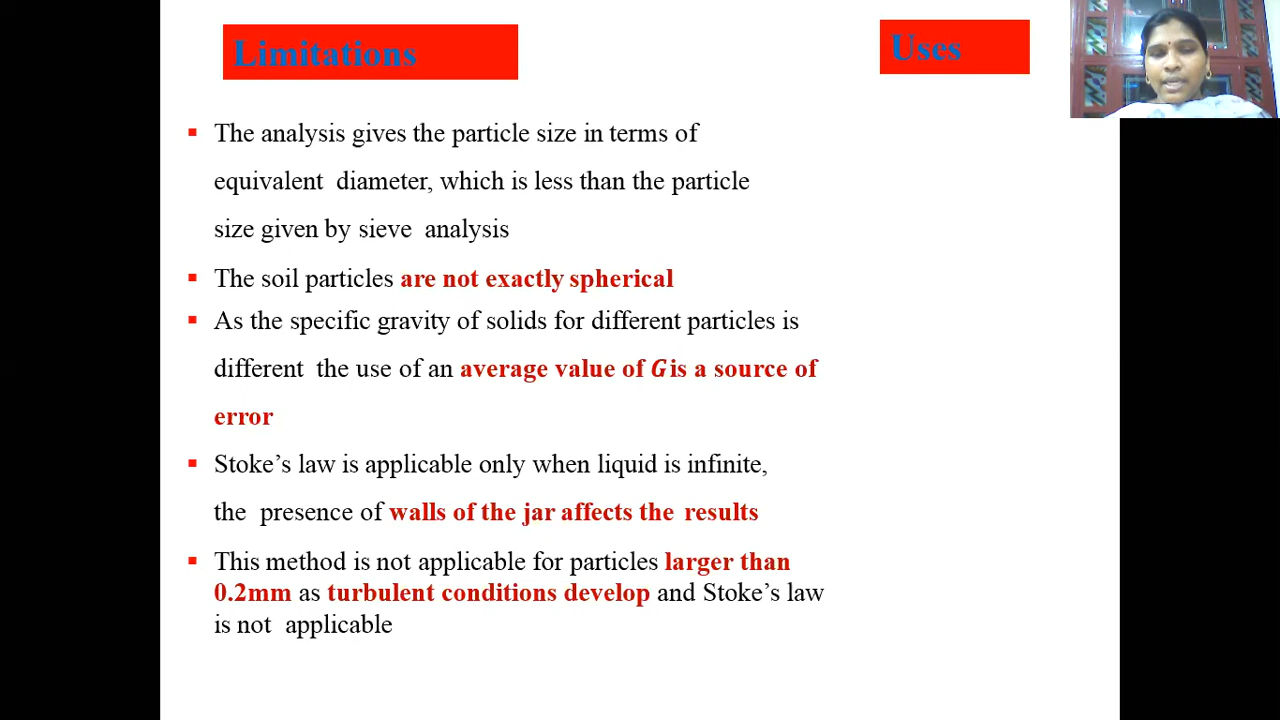 Limitations
Uses
▪ The analysis gives the particle size in terms of
equivalent diameter, which is less than the particle
size given by sieve analysis
▪ The soil particles are not exactly spherical
▪ As the specific gravity of solids for different particles is
different the use of an average value of G is a source of
error
▪ Stoke’s law is applicable only when liquid is infinite,
the presence of walls of the jar affects the results
▪ This method is not applicable for particles larger than
0.2mm as turbulent conditions develop and Stoke’s law
is not applicable